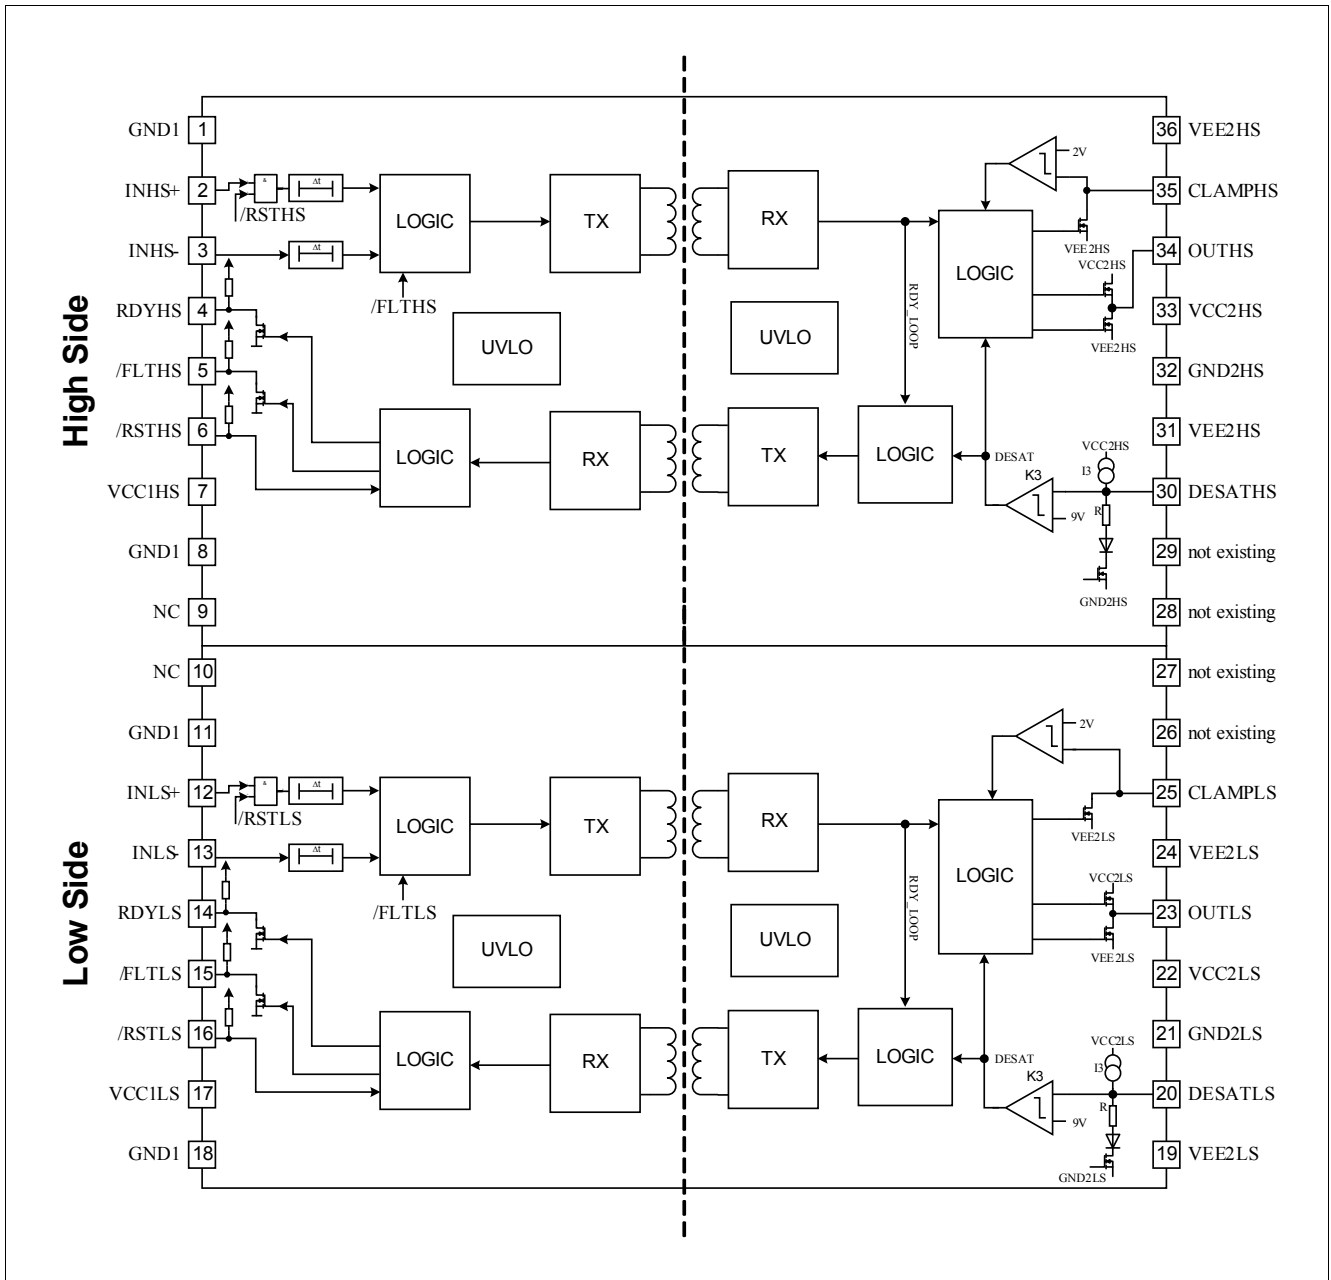 High Side
GND1 1
INHS+ 2
/RSTHS
INHS- 3
RDYHS 4
/FLTHS 5
/RSTHS 6
VCC1HS 7
GND1 8
NC 9
&
Δt
Δt
LOGIC
/FLTHS
TX
UVLO
LOGIC
RX
RX
UVLO
RDY_LOOP
TX
LOGIC
LOGIC
DESAT
K3
9V
2V
VEE2HS
VCC2HS
VEE2HS
VCC2HS
I3
R
GND2HS
36 VEE2HS
35 CLAMPHS
34 OUTHS
33 VCC2HS
32 GND2HS
31 VEE2HS
30 DESATHS
29 not existing
28 not existing
Low Side
NC 10
GND1 11
INLS+ 12
/RSTLS
INLS- 13
RDYLS 14
/FLTLS 15
/RSTLS 16
VCC1LS 17
GND1 18
&
Δt
Δt
LOGIC
/FLTLS
TX
UVLO
LOGIC
RX
RX
UVLO
RDY_LOOP
TX
LOGIC
LOGIC
DESAT
K3
9V
2V
VEE2LS
VCC2LS
VEE2LS
VCC2LS
I3
R
GND2LS
27 not existing
26 not existing
25 CLAMPLS
24 VEE2LS
23 OUTLS
22 VCC2LS
21 GND2LS
20 DESATLS
19 VEE2LS